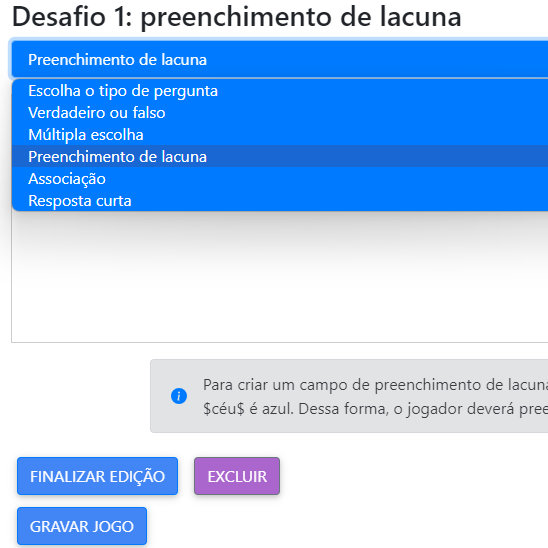 Desafio 1: preenchimento de lacuna
Preenchimento de lacuna
Escolha o tipo de pergunta
Verdadeiro ou falso
Múltipla escolha
Preenchimento de lacuna
Associação
Resposta curta
Para criar um campo de preenchimento de lacuna
$céu$ é azul. Dessa forma, o jogador deverá pree
FINALIZAR EDIÇÃO EXCLUIR
GRAVAR JOGO